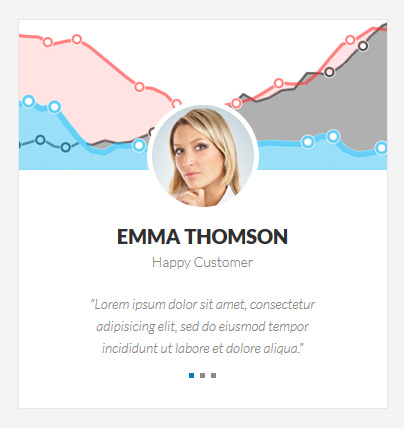 EMMA THOMSON
Happy Customer
“Lorem ipsum dolor sit amet, consectetur
adipisicing elit, sed do eiusmod tempor
incididunt ut labore et dolore aliqua.”